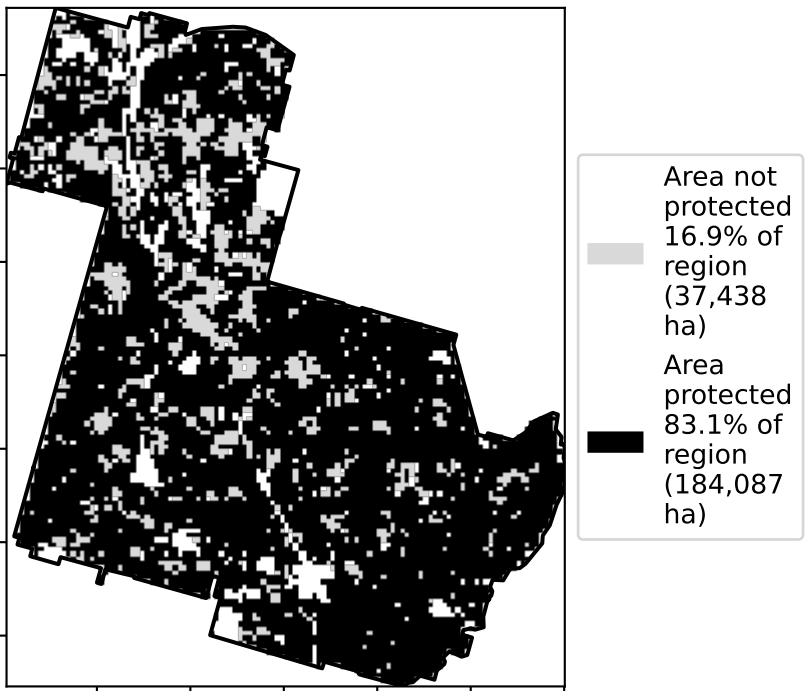 Area not
protected
16.9% of
region
(37,438
ha)
Area
protected
83.1% of
region
(184,087
ha)